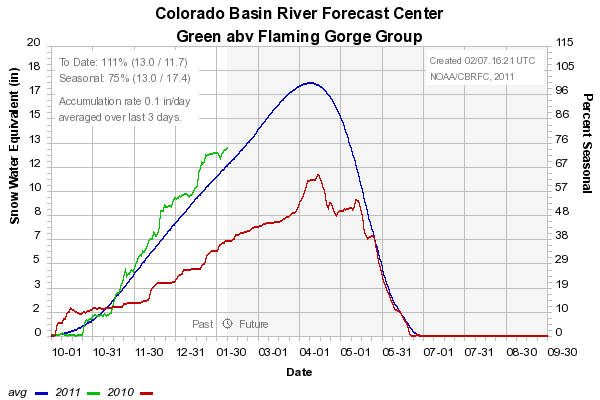 Colorado Basin River Forecast Center
Green abv Flaming Gorge Group
To Date: 111% (13.0 / 11.7)
Seasonal: 75% (13.0 / 17.4)
Accumulation rate 0.1 in/day
averaged over last 3 days.
Created 02/07.16:21 UTC
NOAA/CBRFC, 2011
Snow Water Equivalent (in)
20
18
17
15
13
12
10
8
7
5
3
2
0
Percent Seasonal
115
100
96
86
76
67
57
48
38
29
19
10
0
Past Future
10-01 10-31 11-30 12-31 01-30 03-01 04-01 05-01 05-31 07-01 07-31 08-30 09-30
Date
avg 2011 2010